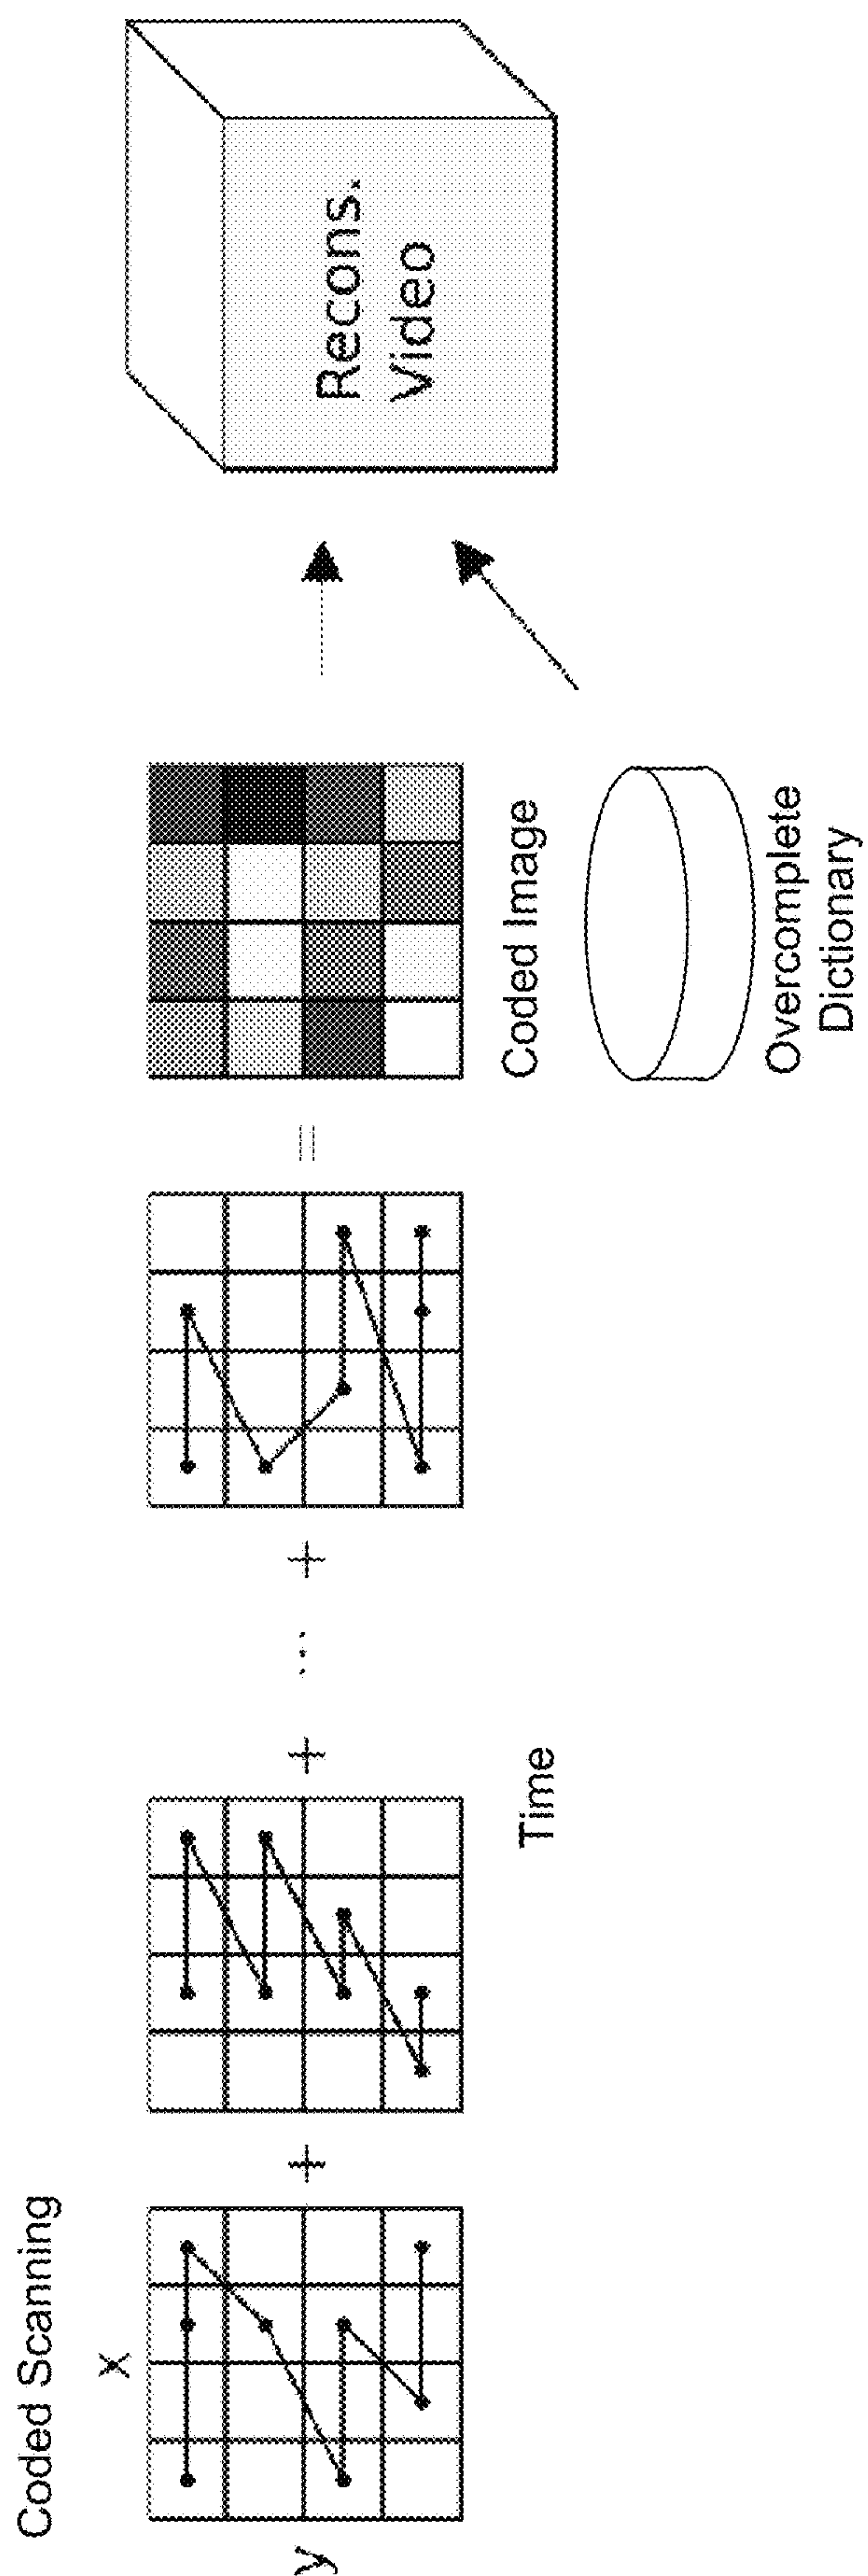 Coded Scanning
x
y
+
+
...
+
=
Time
Coded Image
Overcomplete
Dictionary
Recons.
Video